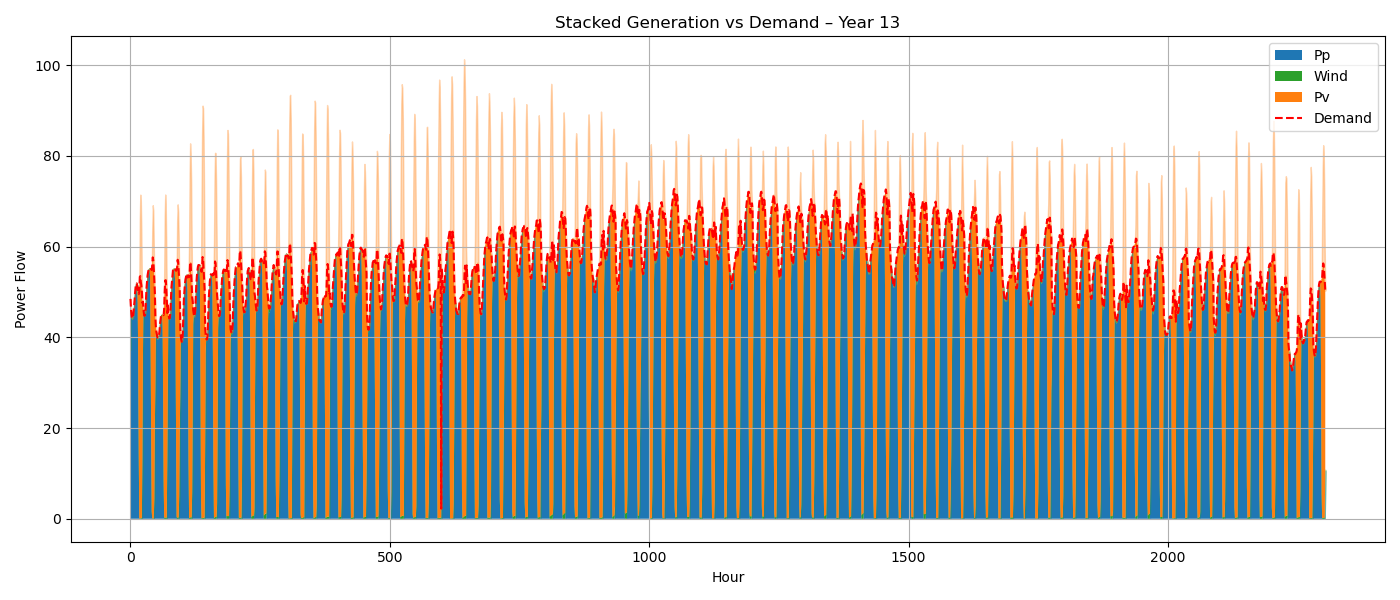 Stacked Generation vs Demand – Year 13
Power Flow
100
80
60
40
20
0
Pp
Wind
Pv
Demand
0 500 1000 1500 2000
Hour